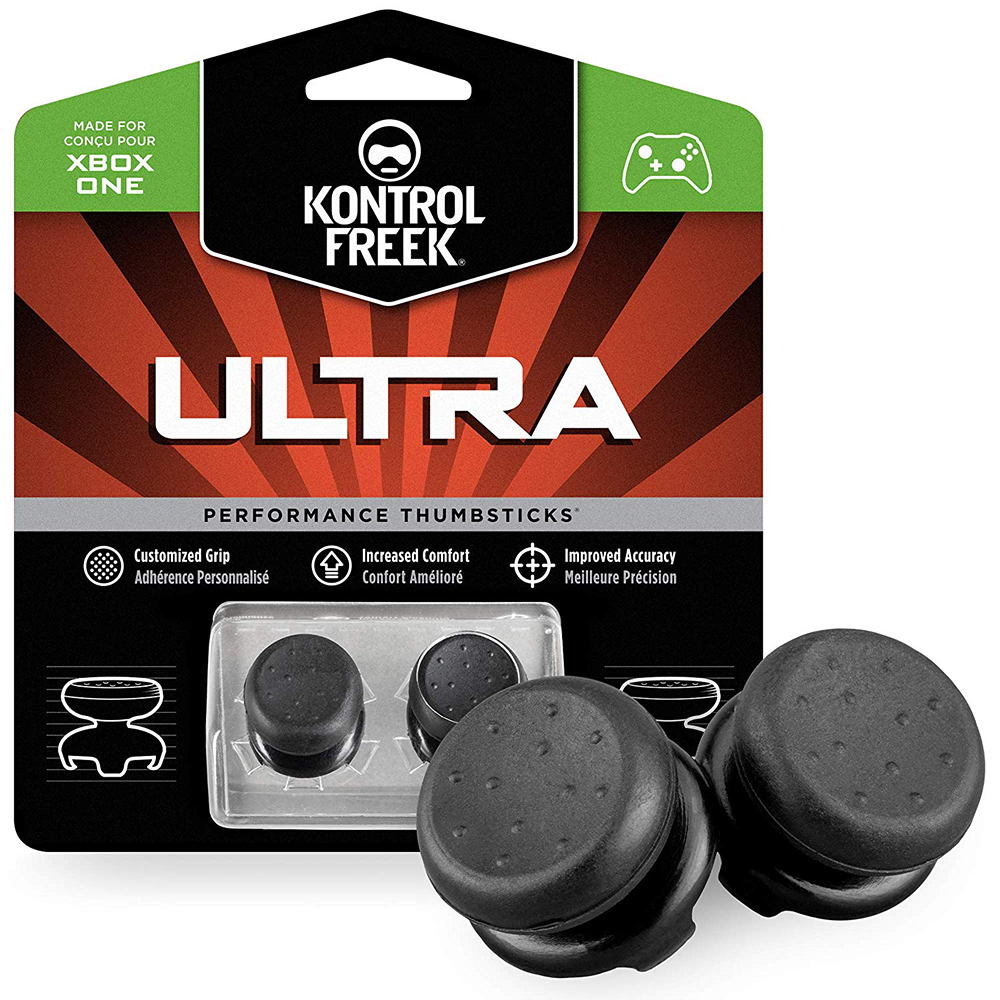 MADE FOR
CONÇU POUR
XBOX
ONE
KONTROL
FREEK®
ULTRA
PERFORMANCE THUMBSTICKS®
Customized Grip
Adhérence Personnalisé
Increased Comfort
Confort Amélioré
Improved Accuracy
Meilleure Précision